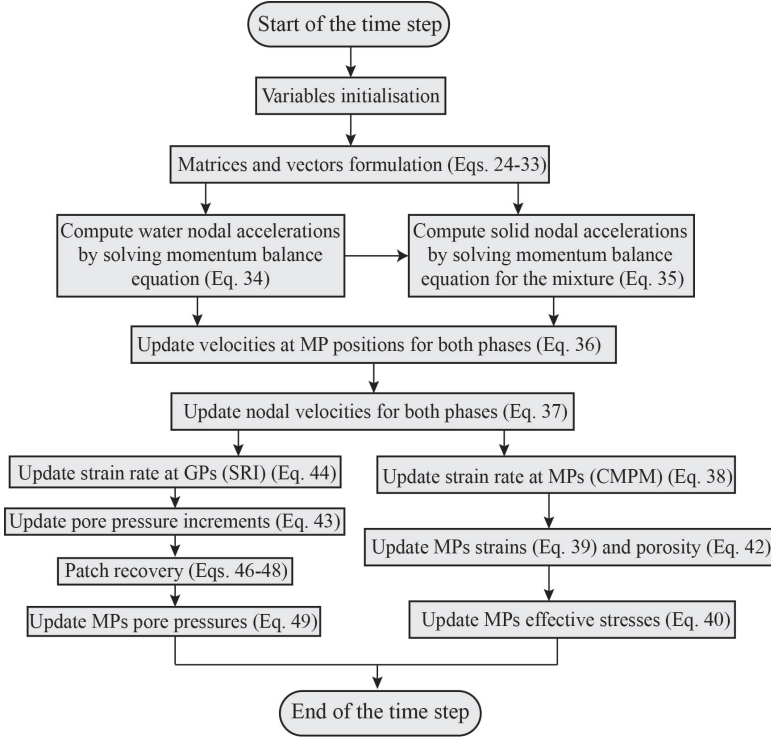 Start of the time step
Variables initialisation
Matrices and vectors formulation (Eqs. 24-33)
Compute water nodal accelerations
by solving momentum balance
equation (Eq. 34)
Compute solid nodal accelerations
by solving momentum balance
equation for the mixture (Eq. 35)
Update velocities at MP positions for both phases (Eq. 36)
Update nodal velocities for both phases (Eq. 37)
Update strain rate at GPs (SRI) (Eq. 44)
Update pore pressure increments (Eq. 43)
Patch recovery (Eqs. 46-48)
Update MPs pore pressures (Eq. 49)
Update strain rate at MPs (CMPM) (Eq. 38)
Update MPs strains (Eq. 39) and porosity (Eq. 42)
Update MPs effective stresses (Eq. 40)
End of the time step